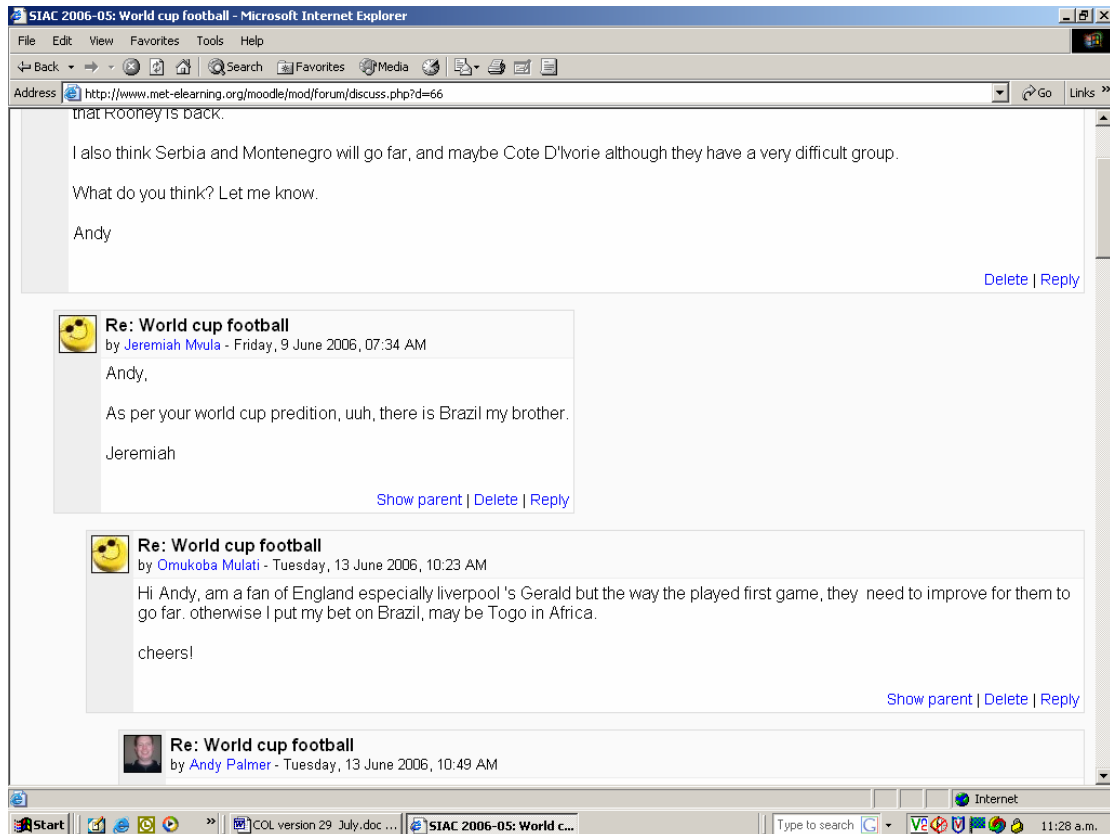 SIAC 2006-05: World cup football - Microsoft Internet Explorer
File Edit View Favorites Tools Help
Back Search Favorites Media
Address http://www.met-elearning.org/moodle/mod/forum/discuss.php?d=66 Go Links »
that Rooney is back.
I also think Serbia and Montenegro will go far, and maybe Cote D'Ivorie although they have a very difficult group.
What do you think? Let me know.
Andy
Delete | Reply
Re: World cup football
by Jeremiah Mvula - Friday, 9 June 2006, 07:34 AM
Andy,
As per your world cup predition, uuh, there is Brazil my brother.
Jeremiah
Show parent | Delete | Reply
Re: World cup football
by Omukoba Mulati - Tuesday, 13 June 2006, 10:23 AM
Hi Andy, am a fan of England especially liverpool 's Gerald but the way the played first game, they need to improve for them to
go far. otherwise I put my bet on Brazil, may be Togo in Africa.
cheers!
Show parent | Delete | Reply
Re: World cup football
by Andy Palmer - Tuesday, 13 June 2006, 10:49 AM
Internet
Start » COL version 29 July.doc ... SIAC 2006-05: World c... Type to search 11:28 a.m.